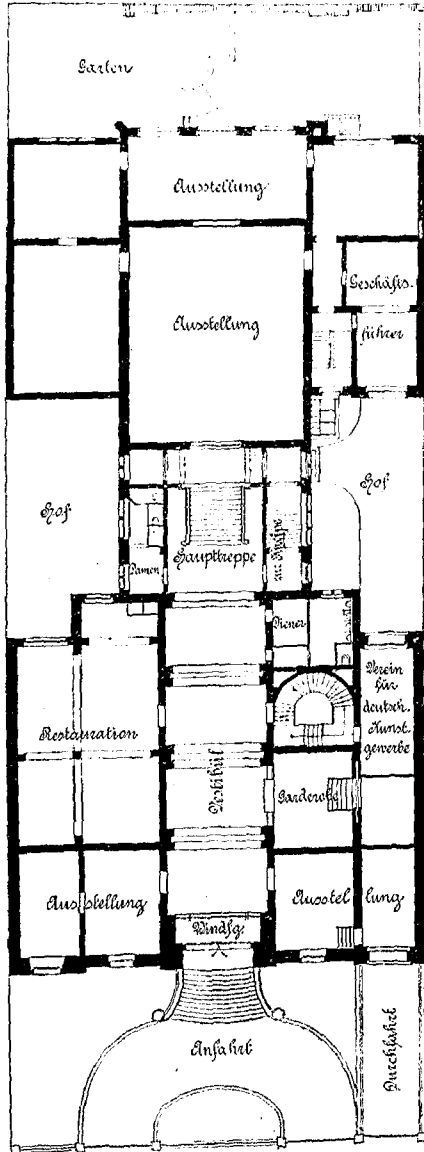 Garten
Ausstellung
Ausstellung
Geschäfts-
führer
Hof
Hof
Damen
Haupttreppe
zur Kneipe
Diener
Verein
für
deutsch.
Kunst-
gewerbe
Restauration
Vestibül
Garderobe
Ausstellung
Ausstellung
Windfg.
Anfahrt
Durchfahrt